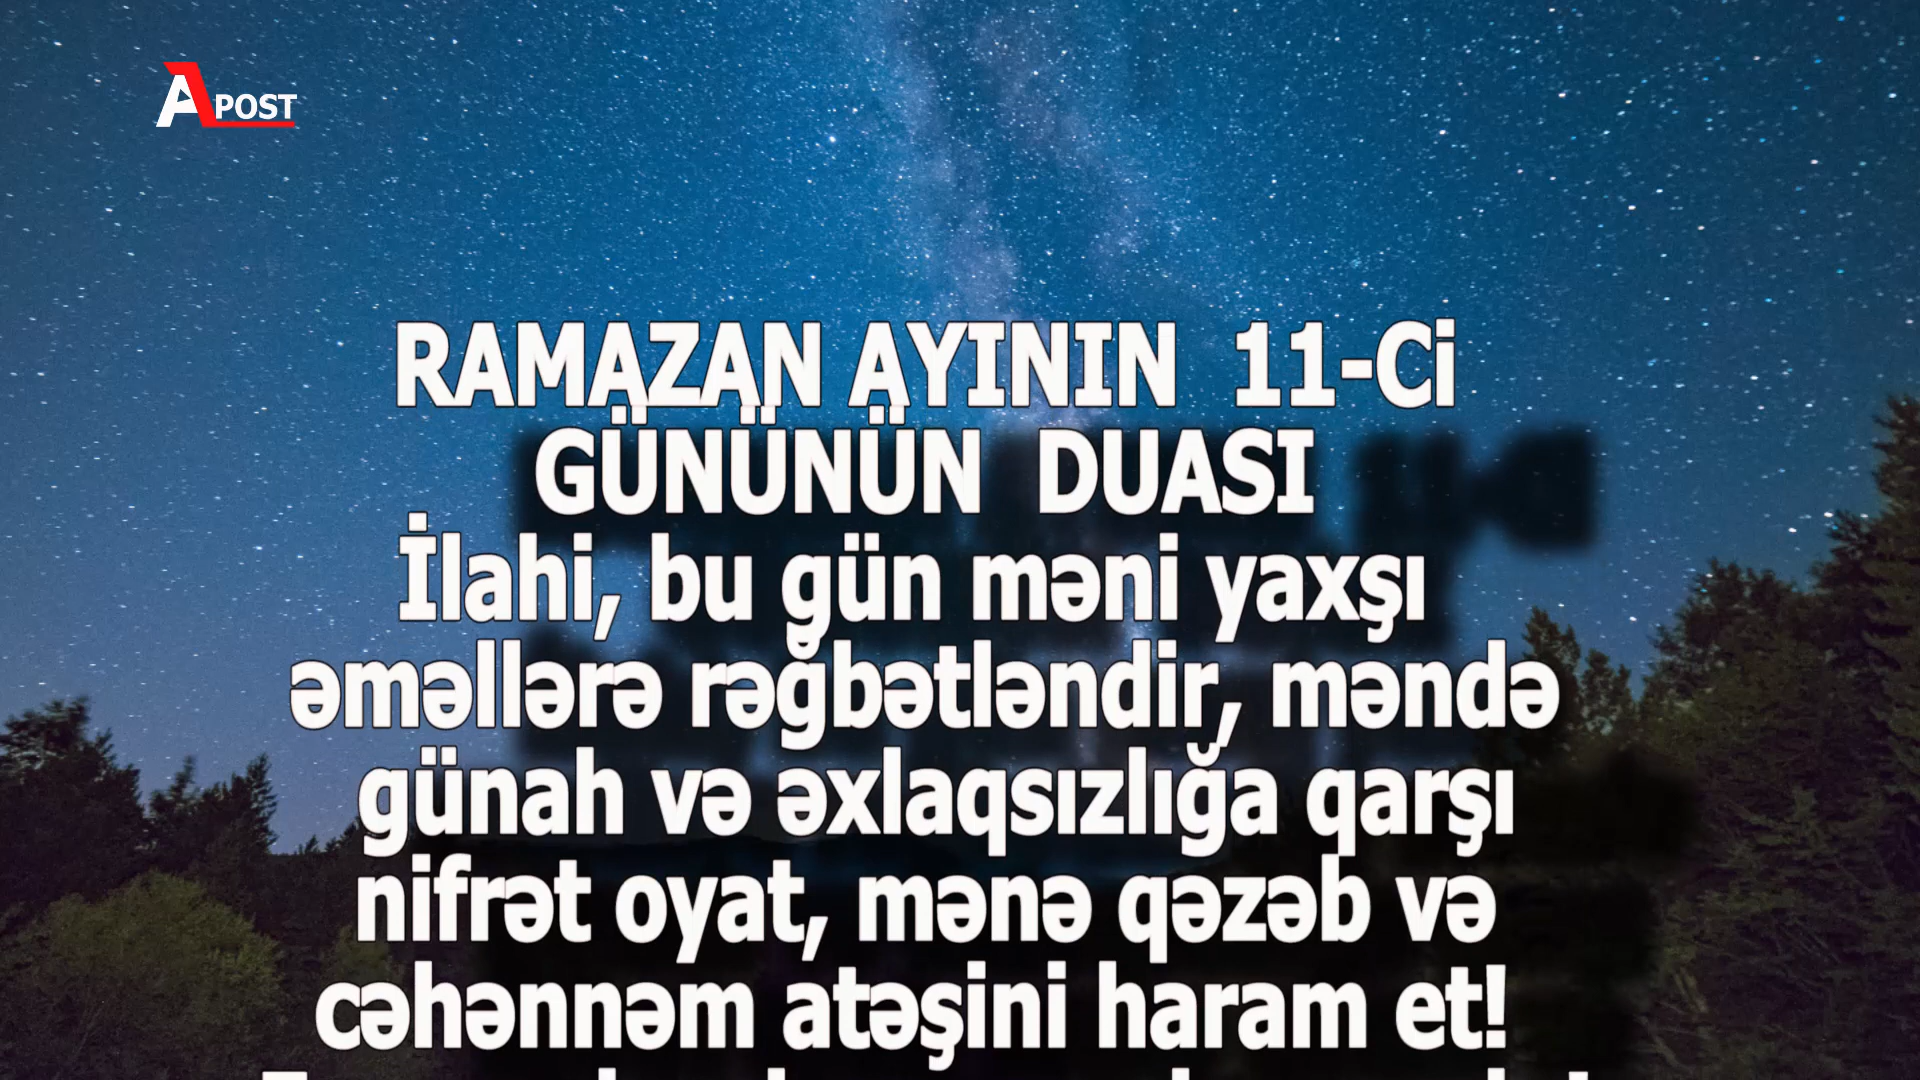 APOST
RAMAZAN AYININ 11-Ci
GÜNÜNÜN DUASI
İlahi, bu gün məni yaxşı
əməllərə rəğbətləndir, məndə
günah və əxlaqsızlığa qarşı
nifrət oyat, mənə qəzəb və
cəhənnəm atəşini haram et!